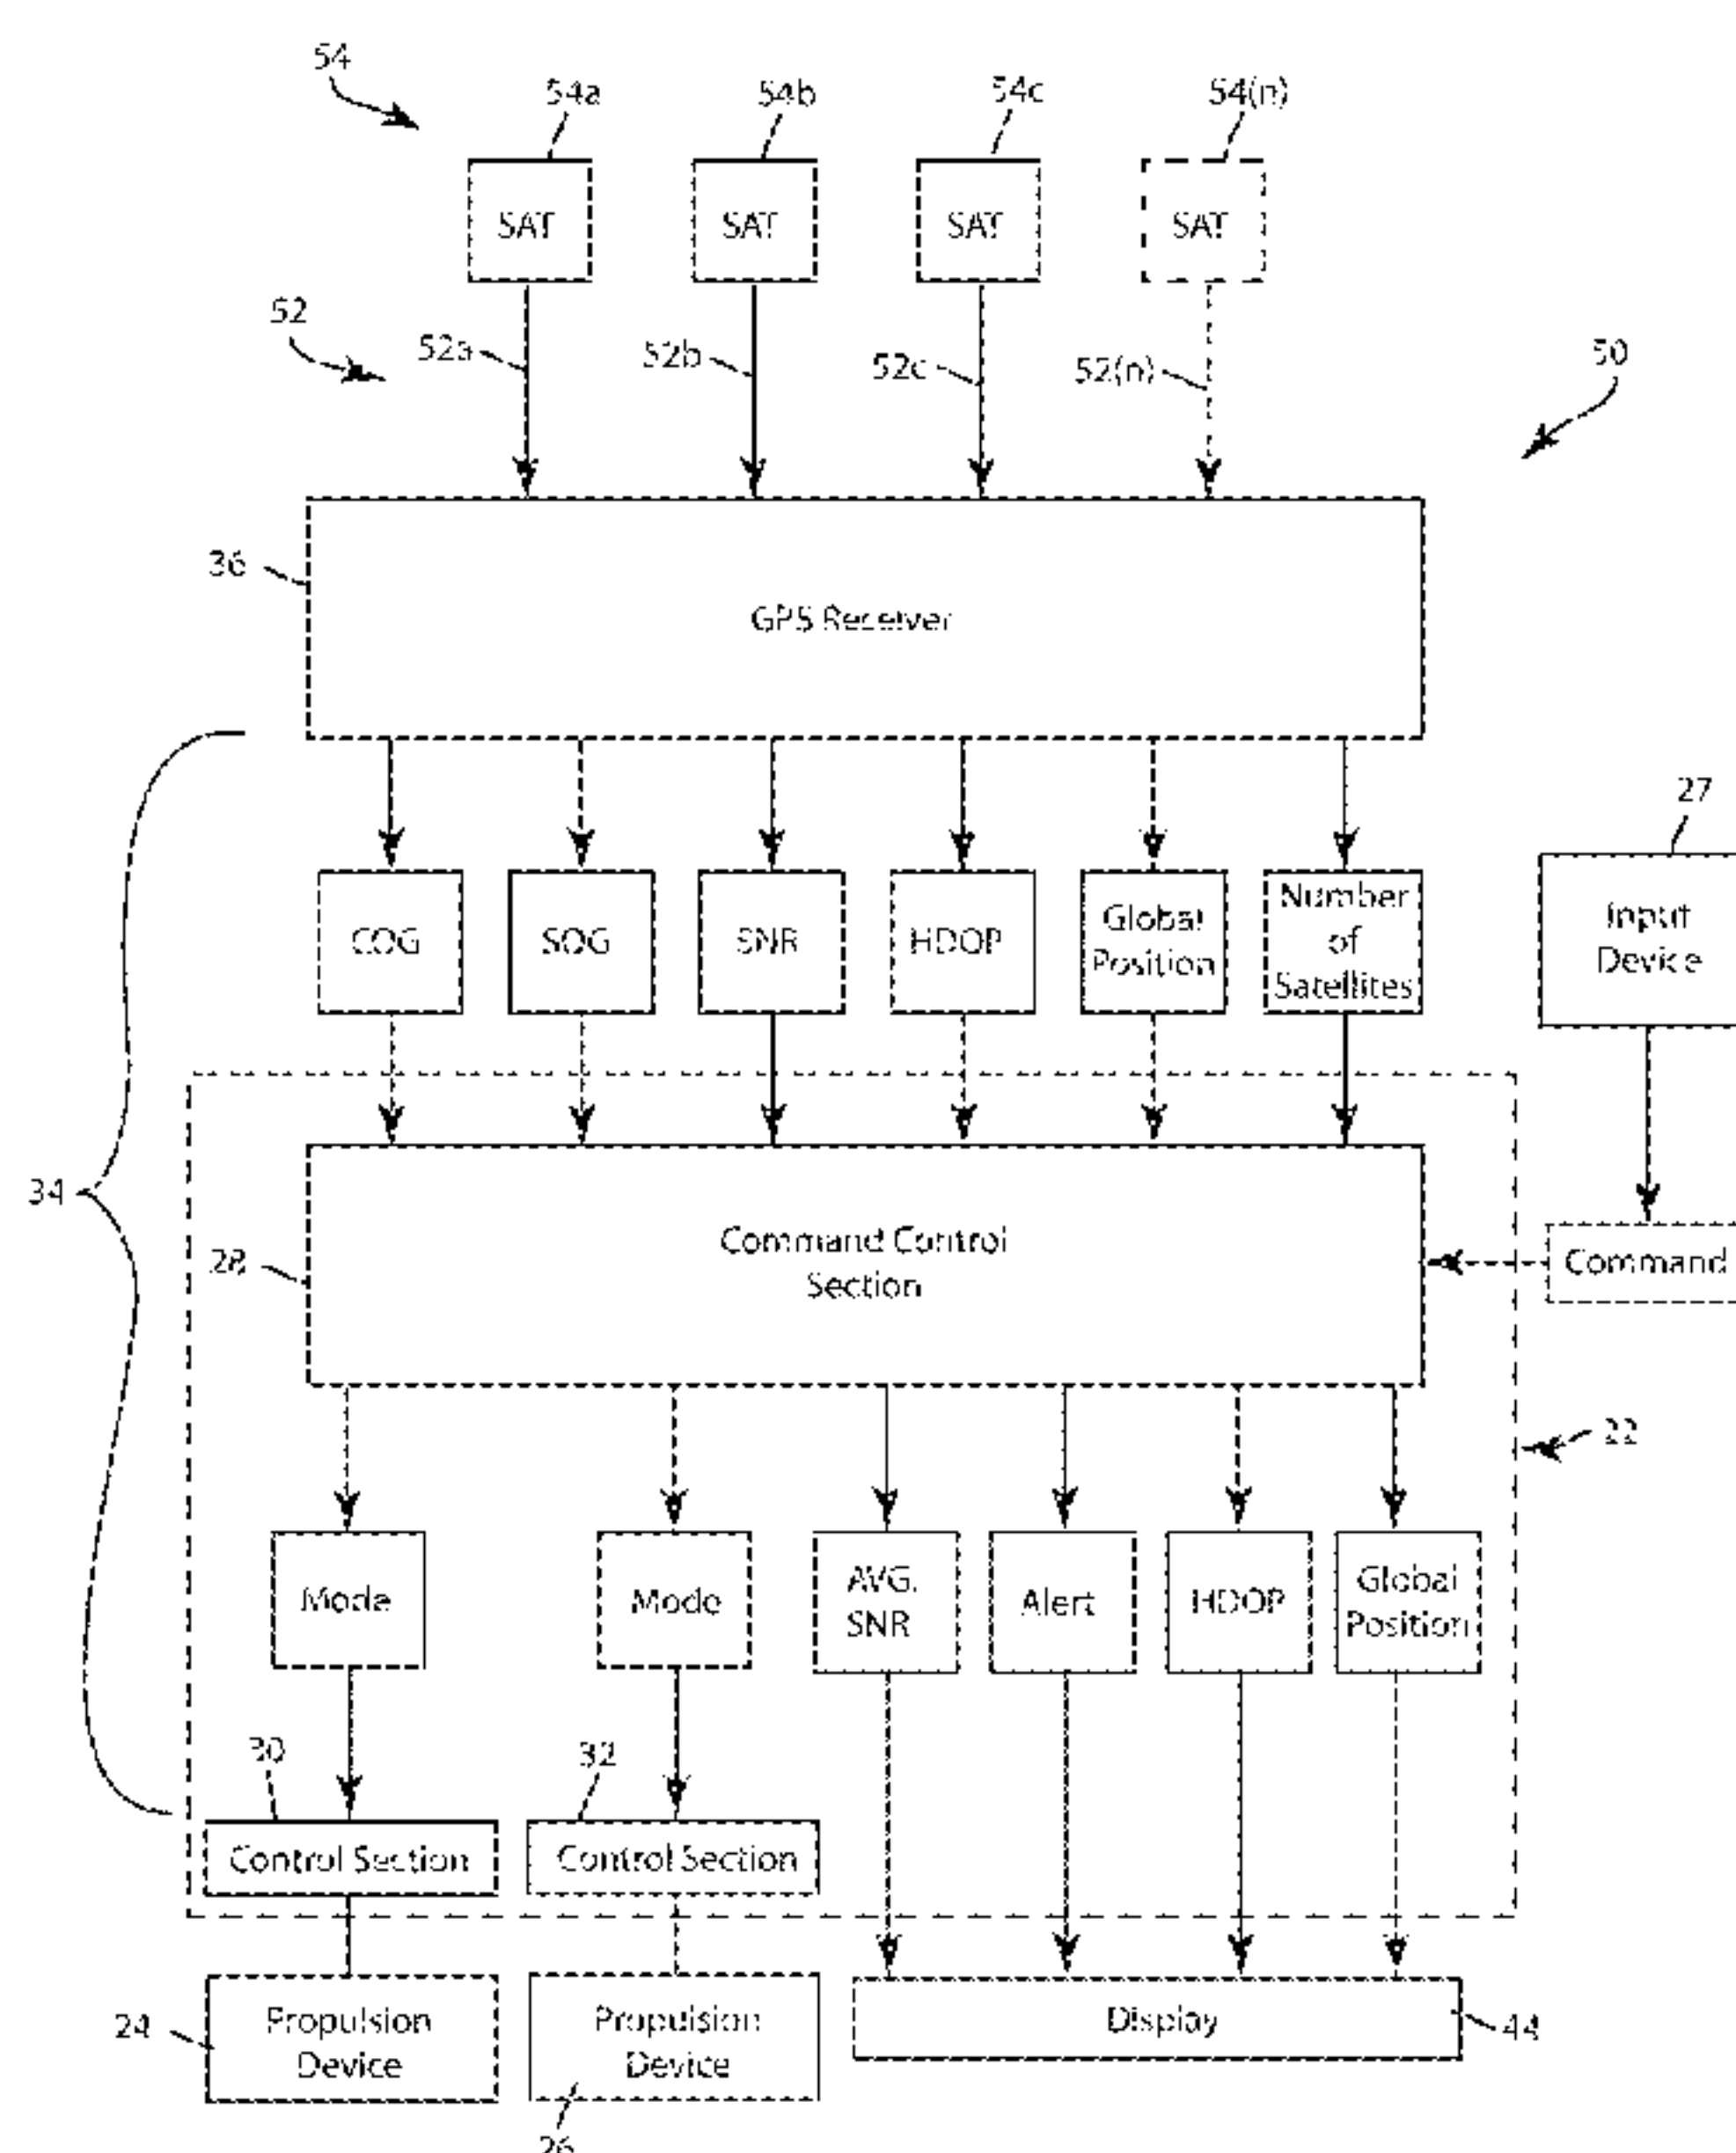 54
54a
54b
54c
54(n)
SAT
SAT
SAT
SAT
52
52a
52b
52c
52(n)
50
36
GPS Receiver
27
COG
SOG
SNR
HDOP
Global
Position
Number
of
Satellites
Input
Device
34
28
Command Control
Section
Command
22
Mode
Mode
AVG.
SNR
Alert
HDOP
Global
Position
30
32
Control Section
Control Section
24
Propulsion
Device
Propulsion
Device
Display
44
26